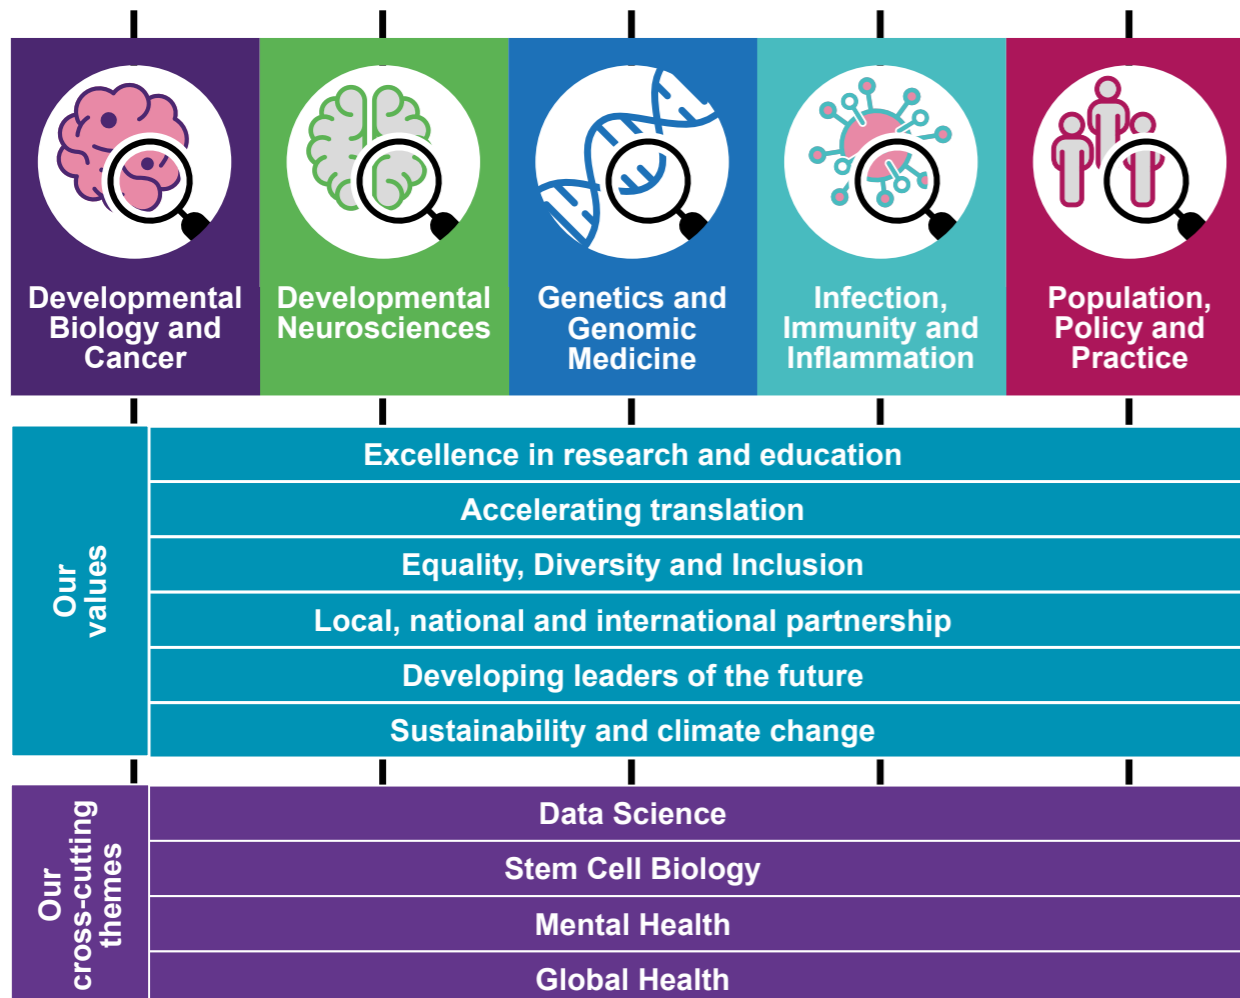 Developmental
Biology and
Cancer
Developmental
Neurosciences
Genetics and
Genomic
Medicine
Infection,
Immunity and
Inflammation
Population,
Policy and
Practice
Our
values
Excellence in research and education
Accelerating translation
Equality, Diversity and Inclusion
Local, national and international partnership
Developing leaders of the future
Sustainability and climate change
Our
cross-cutting
themes
Data Science
Stem Cell Biology
Mental Health
Global Health